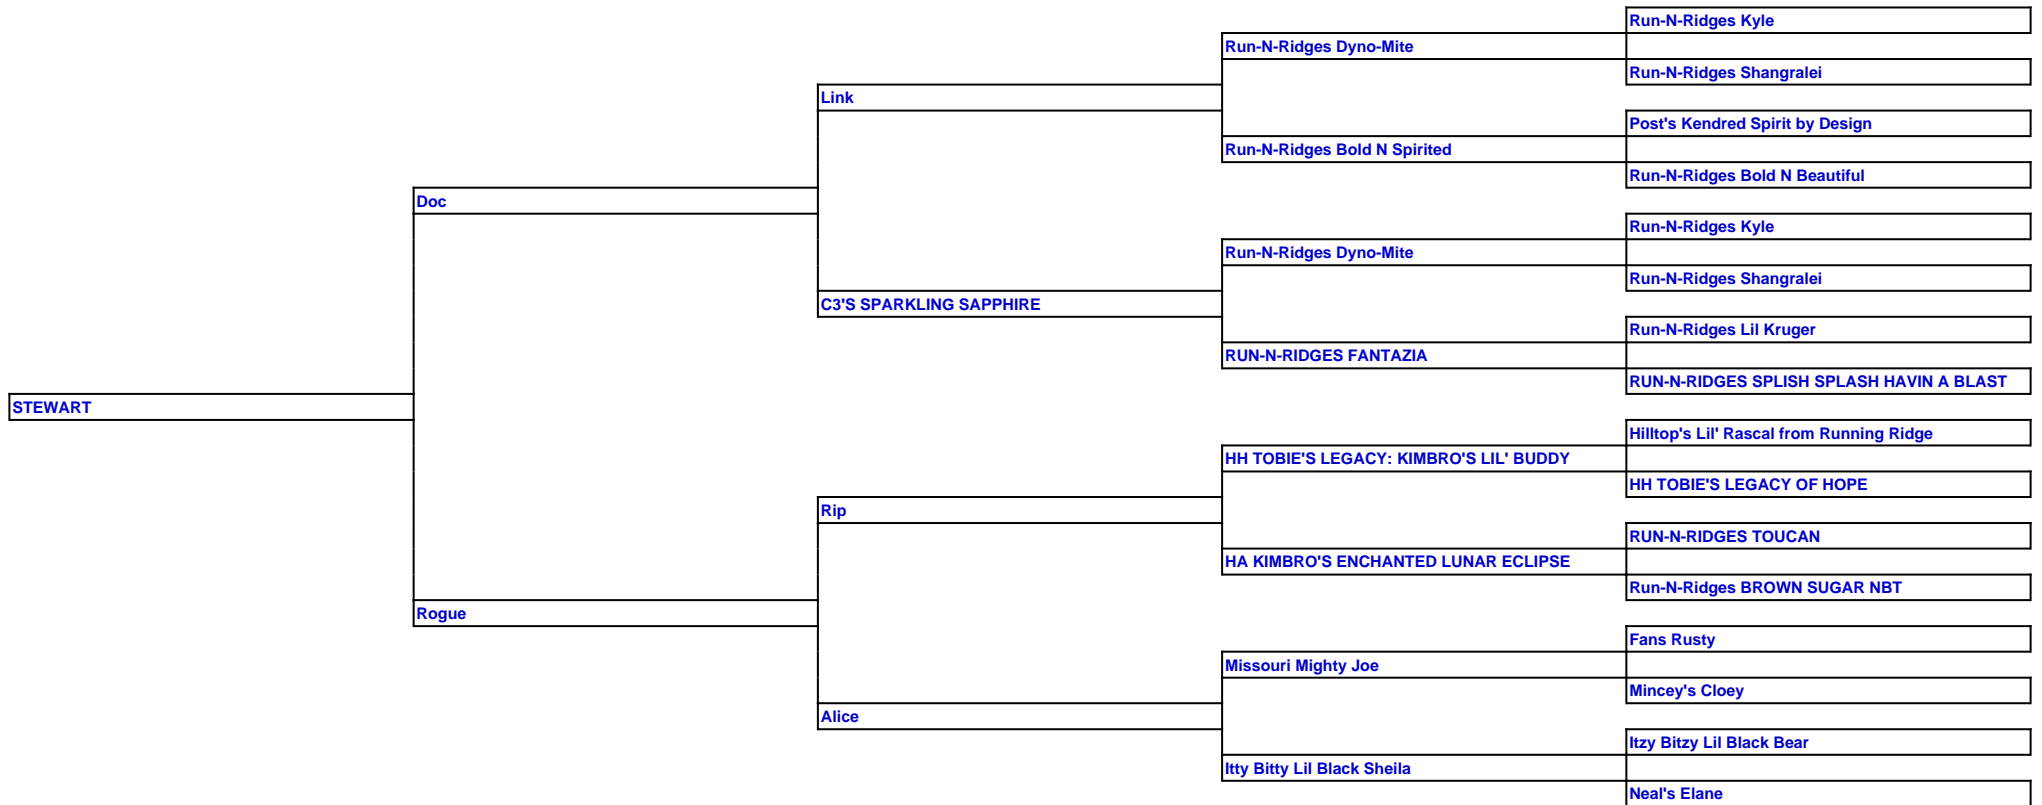 Run-N-Ridges Kyle
Run-N-Ridges Dyno-Mite
Run-N-Ridges Shangralei
Link
Post's Kendred Spirit by Design
Run-N-Ridges Bold N Spirited
Run-N-Ridges Bold N Beautiful
Doc
Run-N-Ridges Kyle
Run-N-Ridges Dyno-Mite
Run-N-Ridges Shangralei
C3'S SPARKLING SAPPHIRE
Run-N-Ridges Lil Kruger
RUN-N-RIDGES FANTAZIA
RUN-N-RIDGES SPLISH SPLASH HAVIN A BLAST
STEWART
Hilltop's Lil' Rascal from Running Ridge
HH TOBIE'S LEGACY: KIMBRO'S LIL' BUDDY
HH TOBIE'S LEGACY OF HOPE
Rip
RUN-N-RIDGES TOUCAN
HA KIMBRO'S ENCHANTED LUNAR ECLIPSE
Run-N-Ridges BROWN SUGAR NBT
Rogue
Fans Rusty
Missouri Mighty Joe
Mincey's Cloey
Alice
Itzy Bitzy Lil Black Bear
Itty Bitty Lil Black Sheila
Neal's Elane